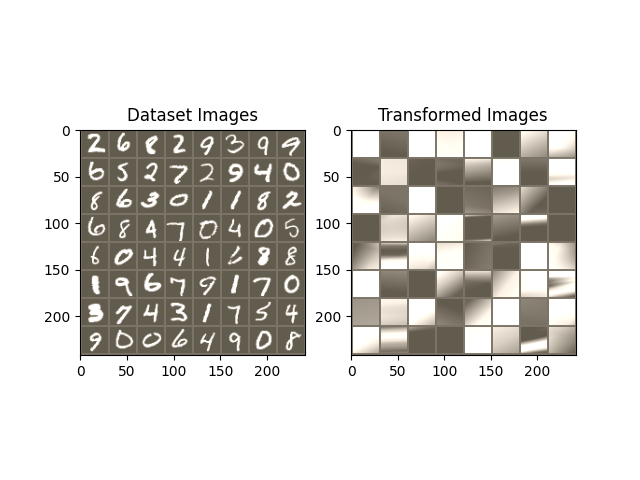 Dataset Images
Transformed Images
2 6 8 2 9 3 9 9
6 5 2 7 2 9 4 0
8 6 3 0 1 1 8 2
6 8 4 7 0 4 0 5
6 0 4 4 1 6 8 8
1 9 6 7 9 1 7 0
3 7 4 3 1 7 5 4
9 0 0 6 4 9 0 8
0
50
100
150
200
0 50 100 150 200
0
50
100
150
200
0 50 100 150 200